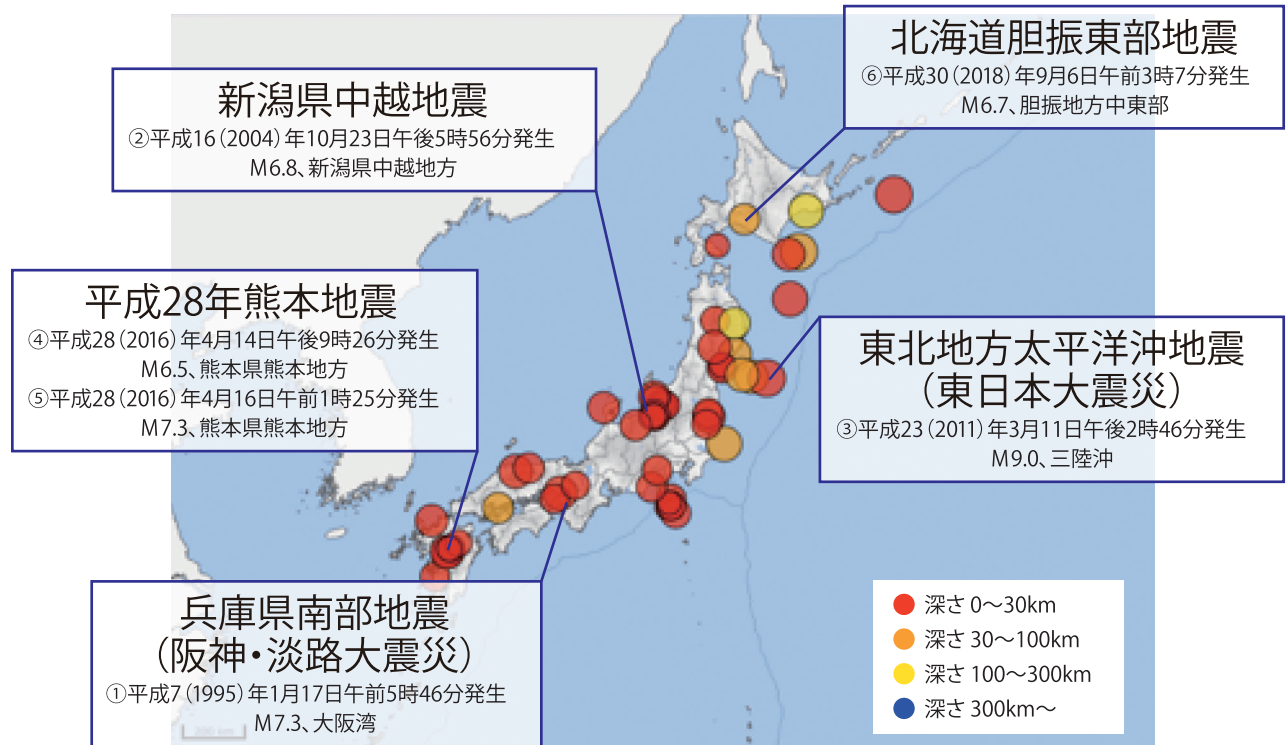 北海道胆振東部地震
⑥平成30(2018)年9月6日午前3時7分発生
M6.7、胆振地方中東部
新潟県中越地震
②平成16(2004)年10月23日午後5時56分発生
M6.8、新潟県中越地方
平成28年熊本地震
④平成28(2016)年4月14日午後9時26分発生
M6.5、熊本県熊本地方
⑤平成28(2016)年4月16日午前1時25分発生
M7.3、熊本県熊本地方
東北地方太平洋沖地震
(東日本大震災)
③平成23(2011)年3月11日午後2時46分発生
M9.0、三陸沖
兵庫県南部地震
(阪神・淡路大震災)
①平成7(1995)年1月17日午前5時46分発生
M7.3、大阪湾
深さ 0〜30km
深さ 30〜100km
深さ 100〜300km
深さ 300km〜
200 km